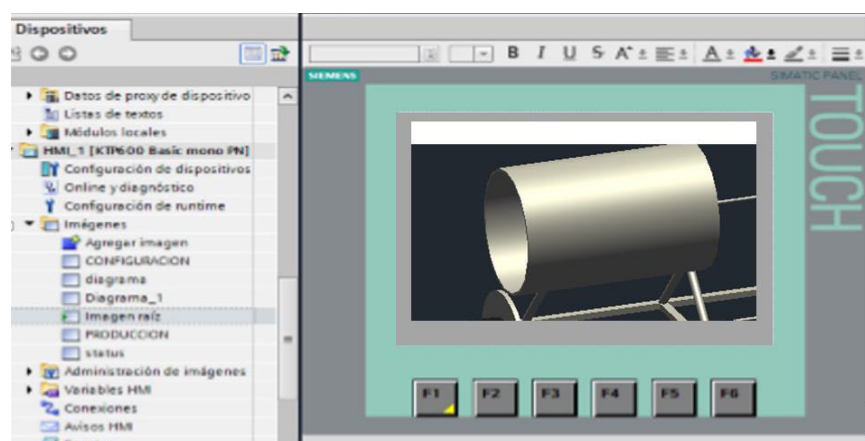 Dispositivos
B I U S A A
SIEMENS
SIMATIC PANEL
TOUCH
Datos de proxy de dispositivo
Listas de textos
Módulos locales
HMI_1 [KTP600 Basic mono PN]
Configuración de dispositivos
Online y diagnóstico
Configuración de runtime
Imágenes
Agregar imagen
CONFIGURACION
diagrama
Diagrama_1
Imagen raíz
PRODUCCION
status
Administración de imágenes
Variables HMI
Conexiones
Avisos HMI
F1 F2 F3 F4 F5 F6